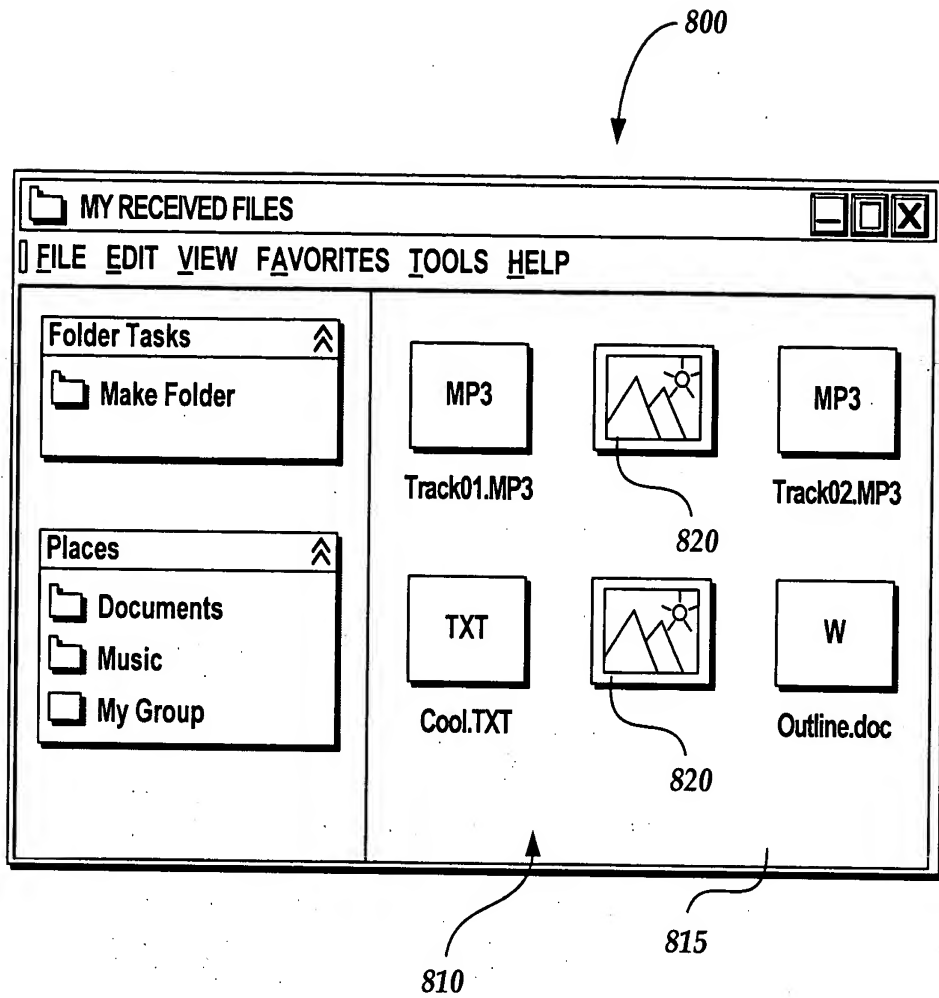 800
MY RECEIVED FILES
FILE EDIT VIEW FAVORITES TOOLS HELP
Folder Tasks
Make Folder
Places
Documents
Music
My Group
MP3
MP3
Track01.MP3
Track02.MP3
820
TXT
W
Cool.TXT
Outline.doc
820
815
810